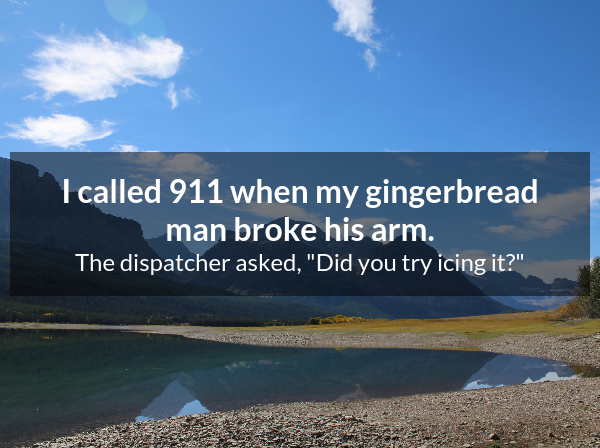 I called 911 when my gingerbread
man broke his arm.
The dispatcher asked, "Did you try icing it?"